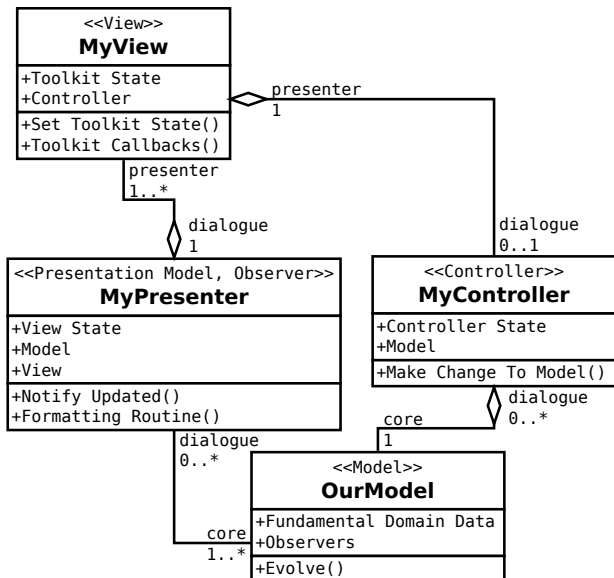 <<View>>
MyView
+Toolkit State
+Controller
+Set Toolkit State()
+Toolkit Callbacks()
presenter
1
presenter
1..*
dialogue
1
dialogue
0..1
<<Presentation Model, Observer>>
MyPresenter
+View State
+Model
+View
+Notify Updated()
+Formatting Routine()
<<Controller>>
MyController
+Controller State
+Model
+Make Change To Model()
dialogue
0..*
core
1
dialogue
0..*
core
1..*
<<Model>>
OurModel
+Fundamental Domain Data
+Observers
+Evolve()